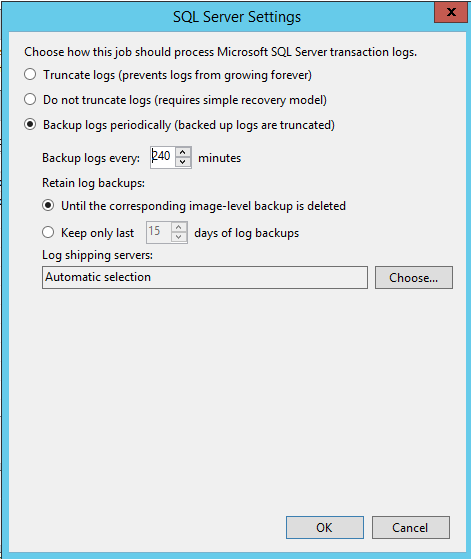 SQL Server Settings
x
Choose how this job should process Microsoft SQL Server transaction logs.
Truncate logs (prevents logs from growing forever)
Do not truncate logs (requires simple recovery model)
Backup logs periodically (backed up logs are truncated)
Backup logs every: 240 minutes
Retain log backups:
Until the corresponding image-level backup is deleted
Keep only last 15 days of log backups
Log shipping servers:
Automatic selection Choose...
OK Cancel